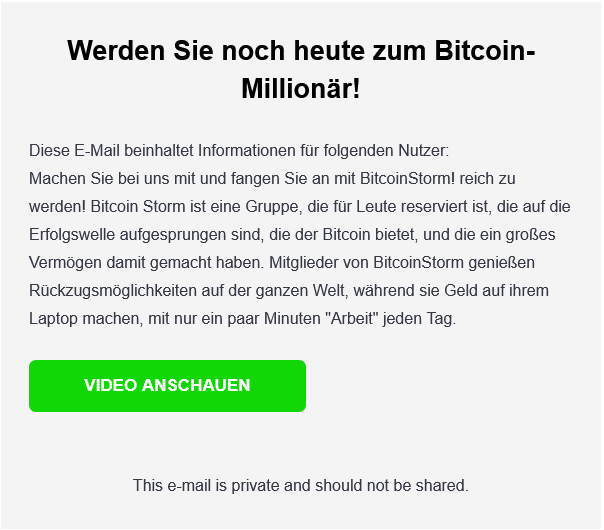 Werden Sie noch heute zum Bitcoin-
Millionär!
Diese E-Mail beinhaltet Informationen für folgenden Nutzer:
Machen Sie bei uns mit und fangen Sie an mit BitcoinStorm! reich zu
werden! Bitcoin Storm ist eine Gruppe, die für Leute reserviert ist, die auf die
Erfolgswelle aufgesprungen sind, die der Bitcoin bietet, und die ein großes
Vermögen damit gemacht haben. Mitglieder von BitcoinStorm genießen
Rückzugsmöglichkeiten auf der ganzen Welt, während sie Geld auf ihrem
Laptop machen, mit nur ein paar Minuten "Arbeit" jeden Tag.
VIDEO ANSCHAUEN
This e-mail is private and should not be shared.